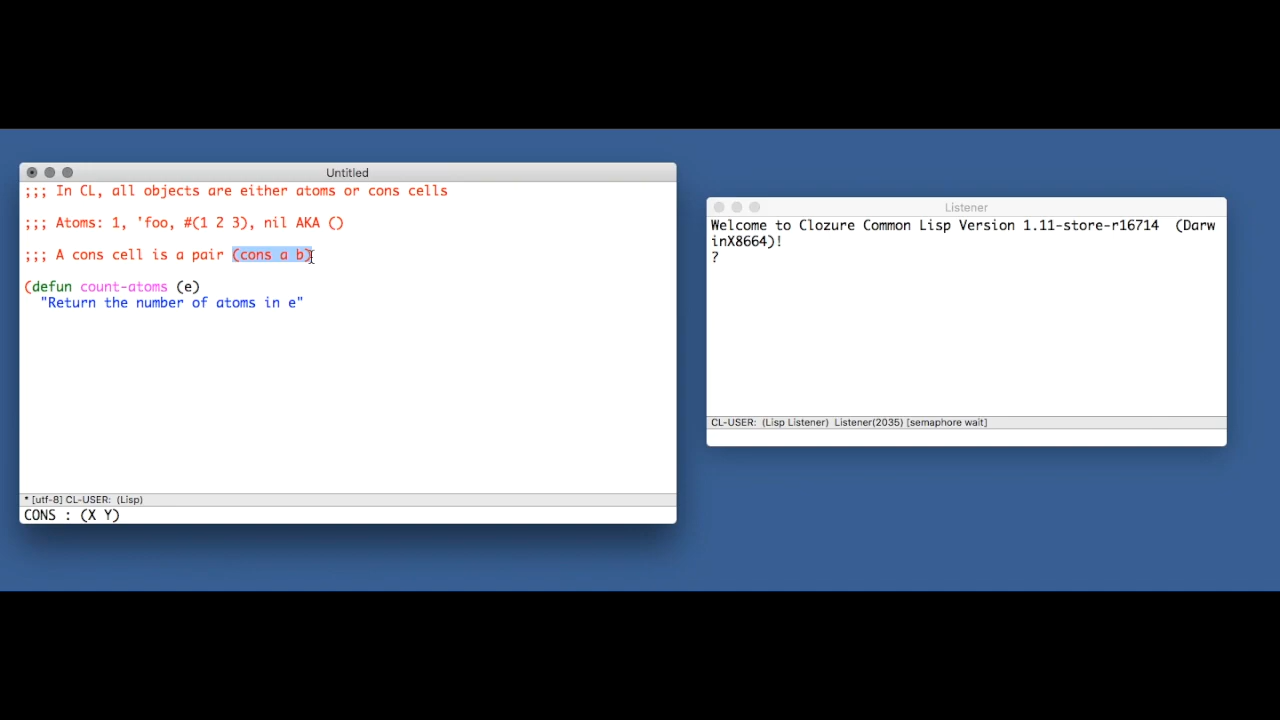 Untitled
;;; In CL, all objects are either atoms or cons cells
;;; Atoms: 1, 'foo, #(1 2 3), nil AKA ()
;;; A cons cell is a pair (cons a b)
(defun count-atoms (e)
"Return the number of atoms in e"
* [utf-8] CL-USER: (Lisp)
CONS : (X Y)
Listener
Welcome to Clozure Common Lisp Version 1.11-store-r16714 (Darw
inX8664)!
?
CL-USER: (Lisp Listener) Listener(2035) [semaphore wait]